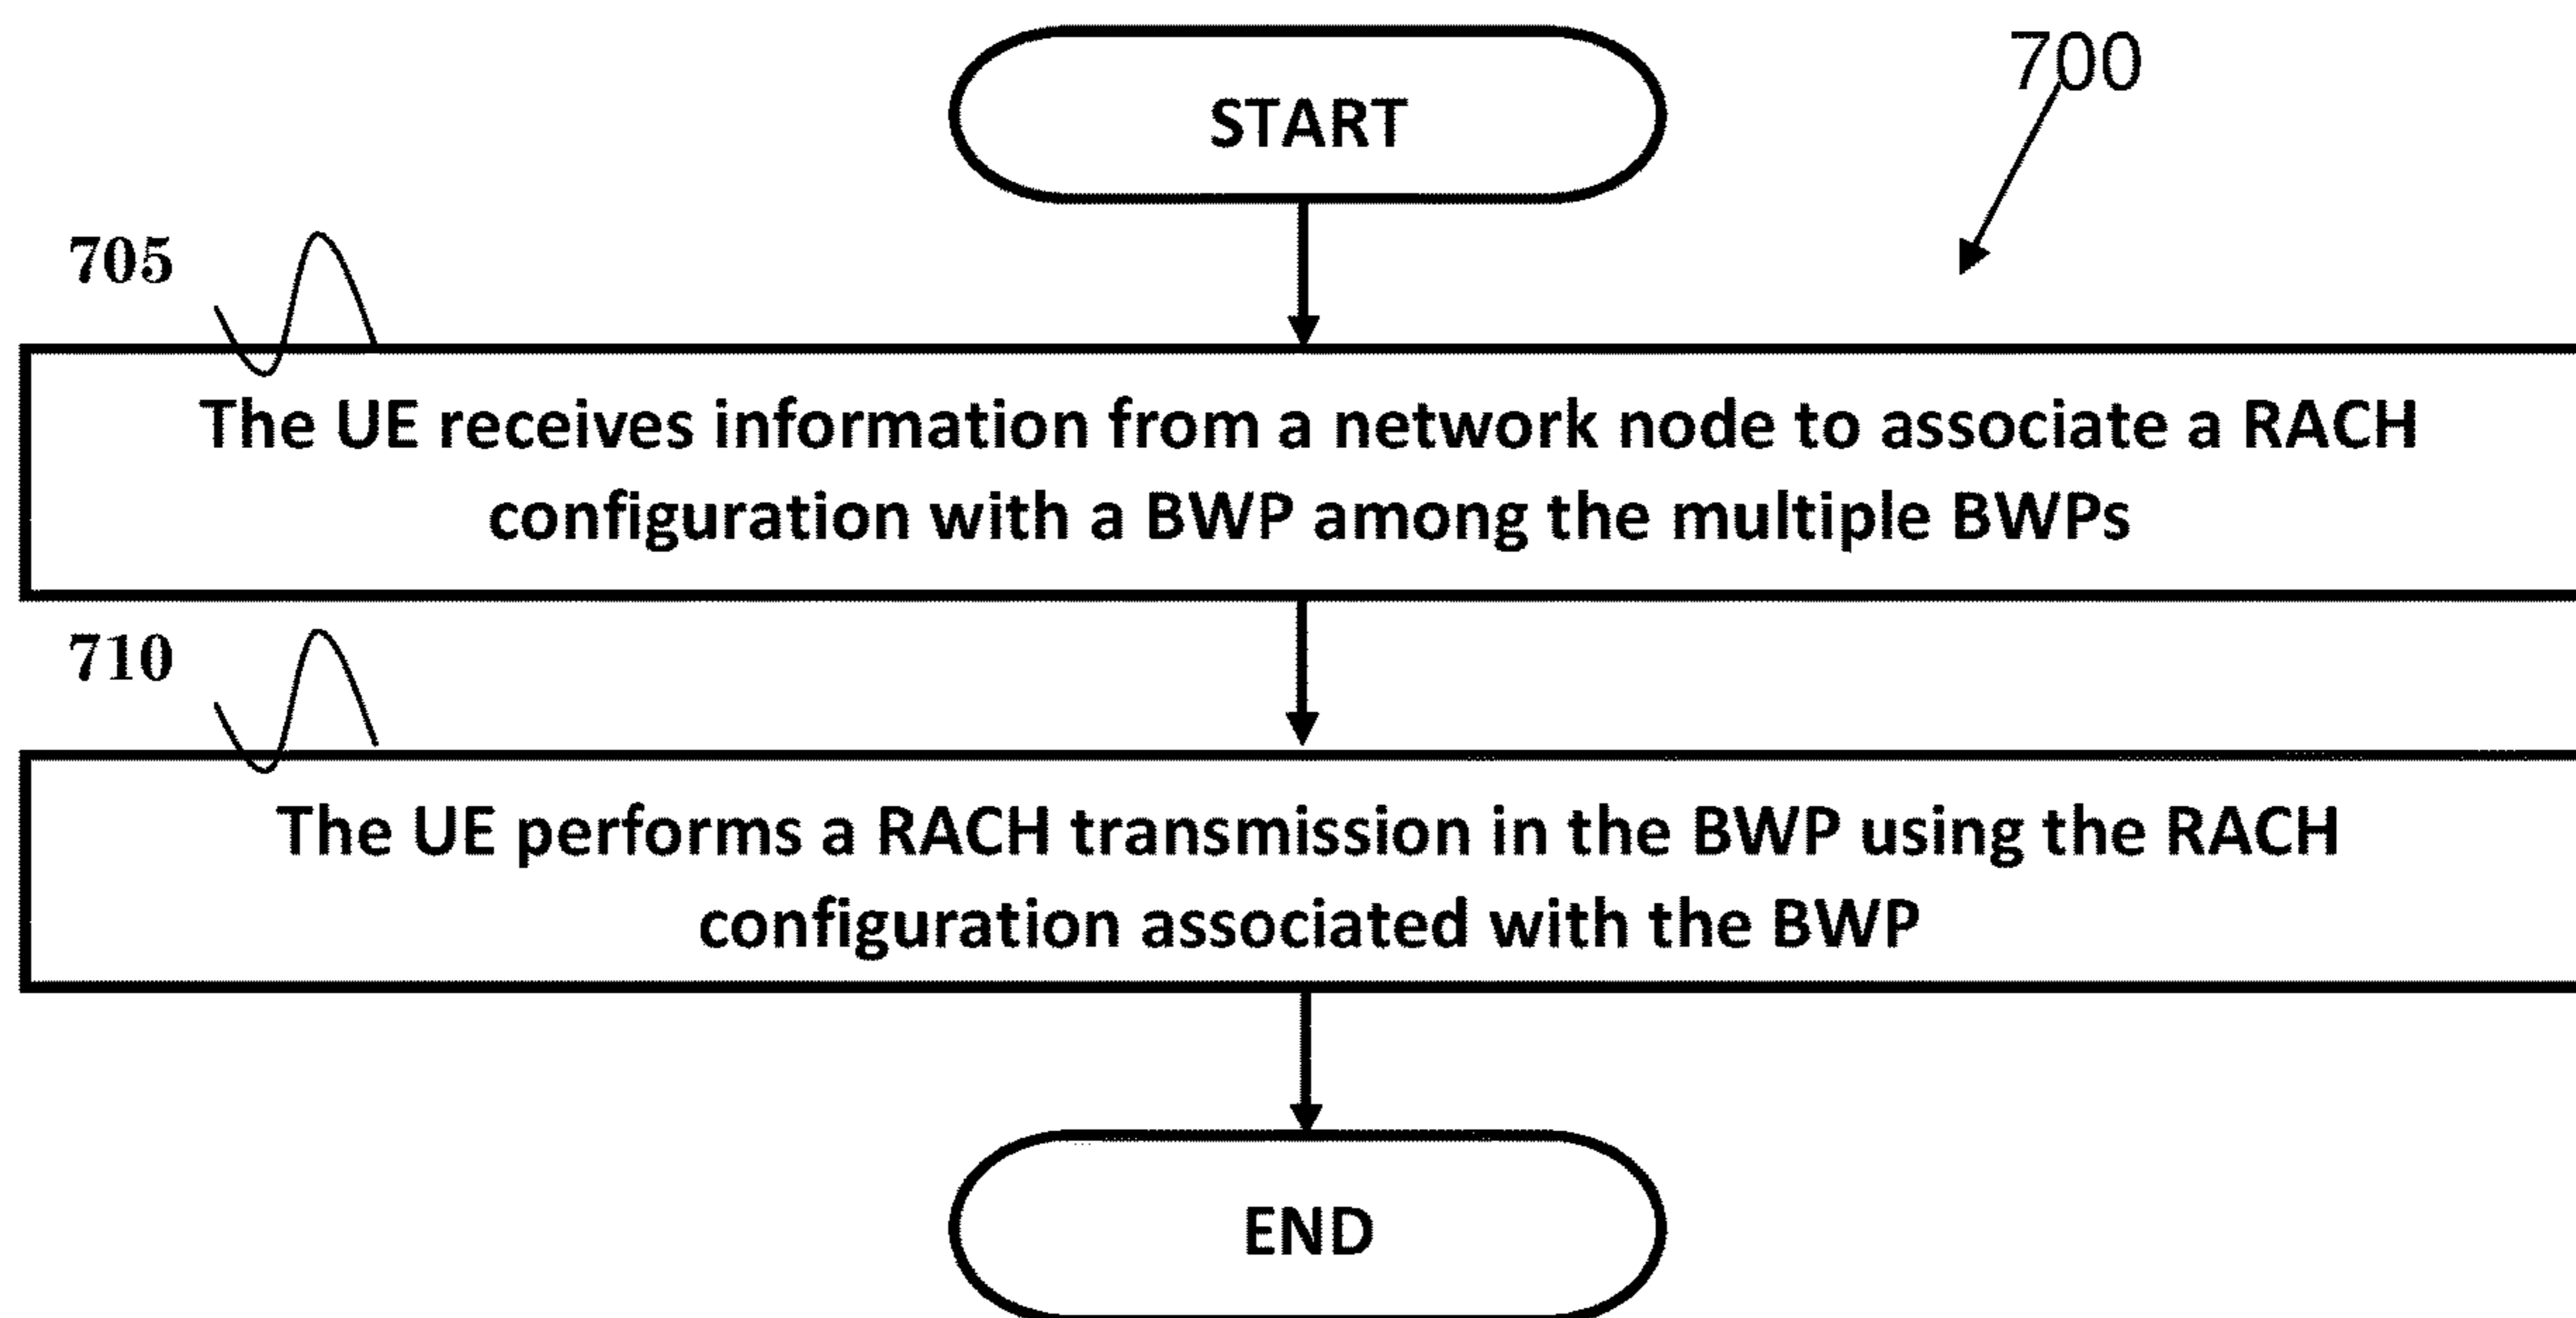 START
700
705
The UE receives information from a network node to associate a RACH
configuration with a BWP among the multiple BWPs
710
The UE performs a RACH transmission in the BWP using the RACH
configuration associated with the BWP
END